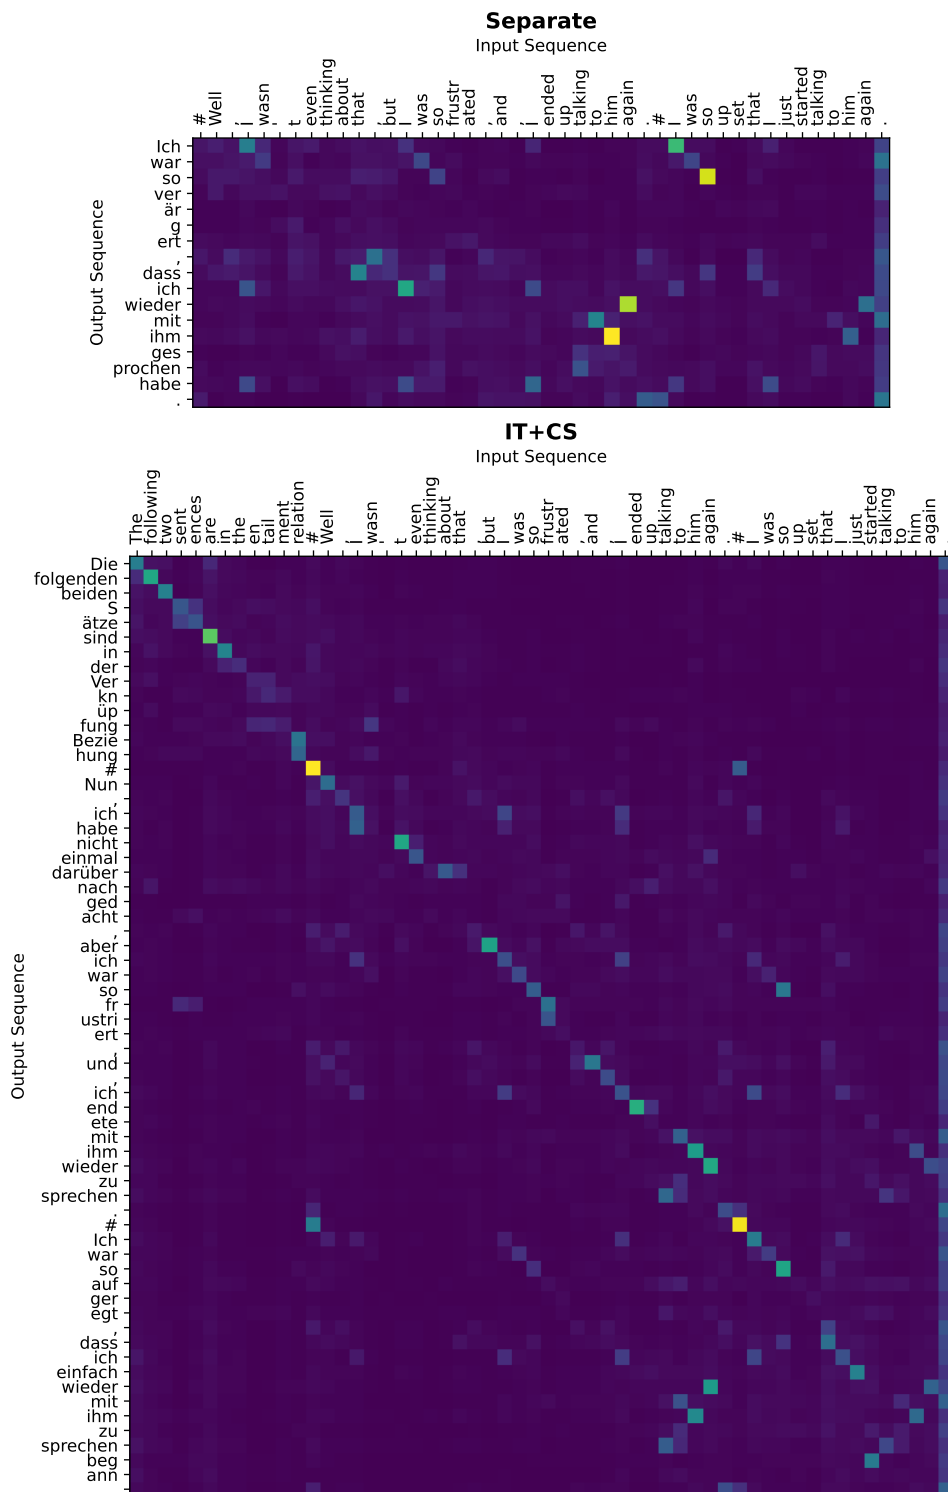 Separate
Input Sequence
#
Well
,
I
wasn
'
t
even
thinking
about
that
,
but
I
was
so
frustr
ated
,
and
,
I
ended
up
talking
to
him
again
.
#
I
was
so
up
set
that
I
just
started
talking
to
him
again
.
Output Sequence
Ich
war
so
ver
är
g
ert
,
dass
ich
wieder
mit
ihm
ges
prochen
habe
.
IT+CS
Input Sequence
The
following
two
sent
ences
are
in
the
en
tail
ment
relation
#
Well
,
I
wasn
'
t
even
thinking
about
that
,
but
I
was
so
frustr
ated
,
and
,
I
ended
up
talking
to
him
again
.
#
I
was
so
up
set
that
I
just
started
talking
to
him
again
.
Output Sequence
Die
folgenden
beiden
S
ätze
sind
in
der
Ver
kn
üp
fung
Bezie
hung
#
Nun
,
ich
habe
nicht
einmal
darüber
nach
ged
acht
,
aber
ich
war
so
fr
ustri
ert
,
und
,
ich
end
ete
mit
ihm
wieder
zu
sprechen
.
#
Ich
war
so
auf
ger
egt
,
dass
ich
einfach
wieder
mit
ihm
zu
sprechen
beg
ann